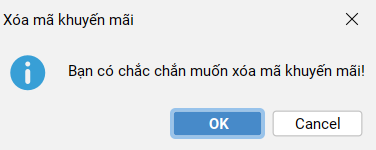 Xóa mã khuyến mãi
Bạn có chắc chắn muốn xóa mã khuyến mãi!
OK
Cancel